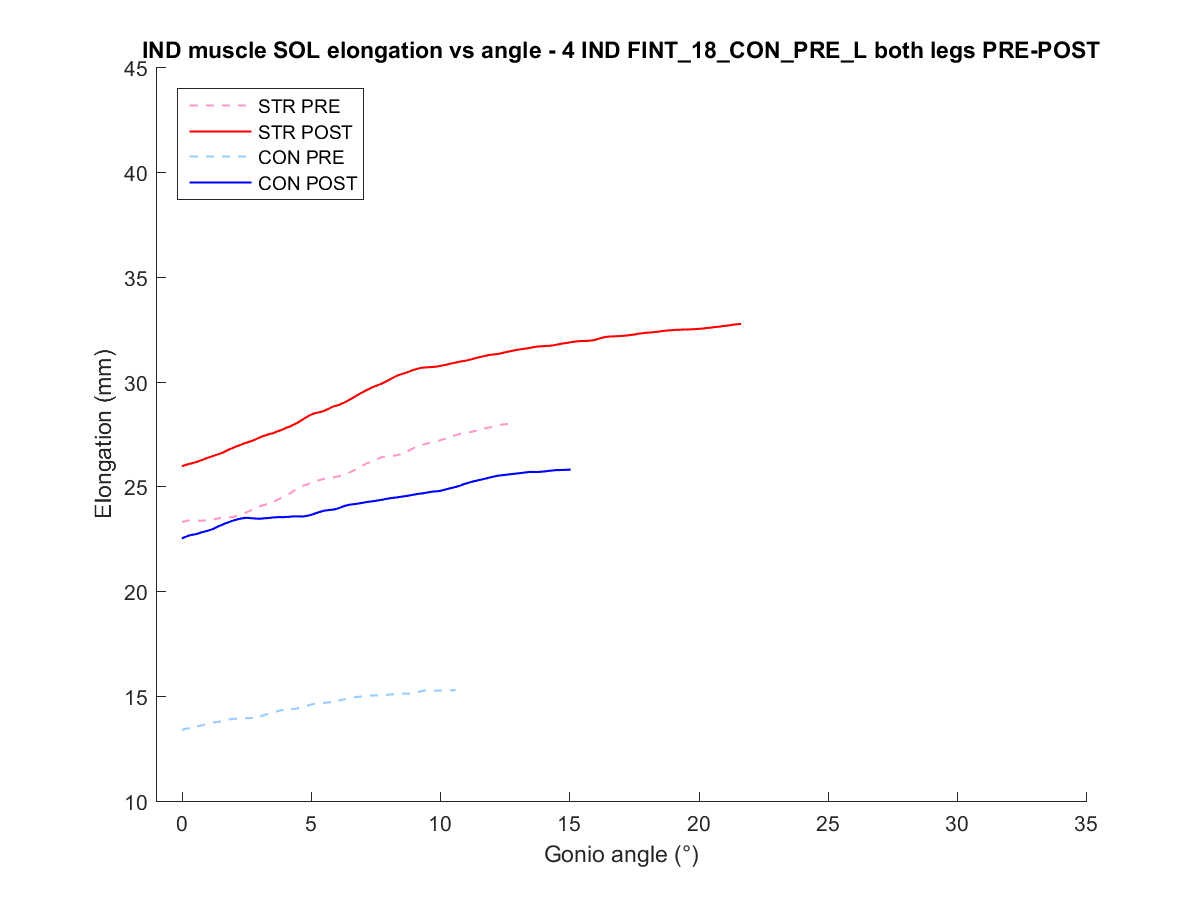 IND muscle SOL elongation vs angle - 4 IND FINT_18_CON_PRE_L both legs PRE-POST
45
40
35
30
25
20
15
10
STR PRE
STR POST
CON PRE
CON POST
Elongation (mm)
0 5 10 15 20 25 30 35
Gonio angle (°)